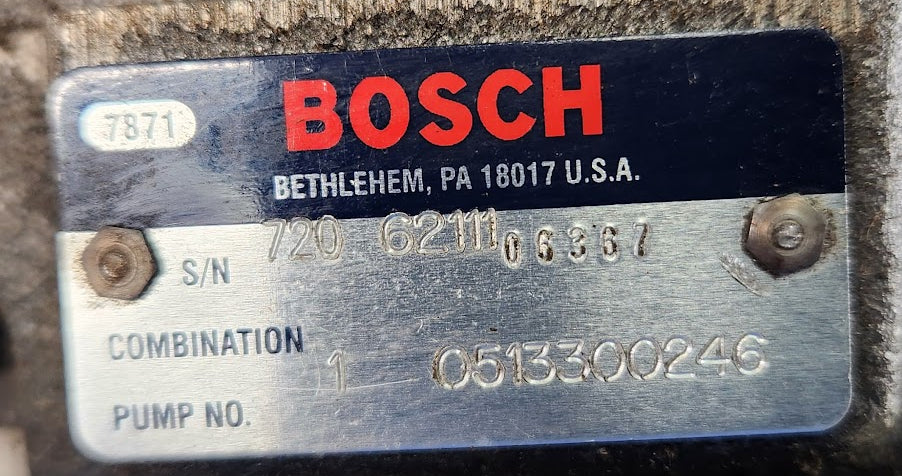 7871
BOSCH
BETHLEHEM, PA 18017 U.S.A.
S/N 720 62111 06367
COMBINATION
1 0513300246
PUMP NO.